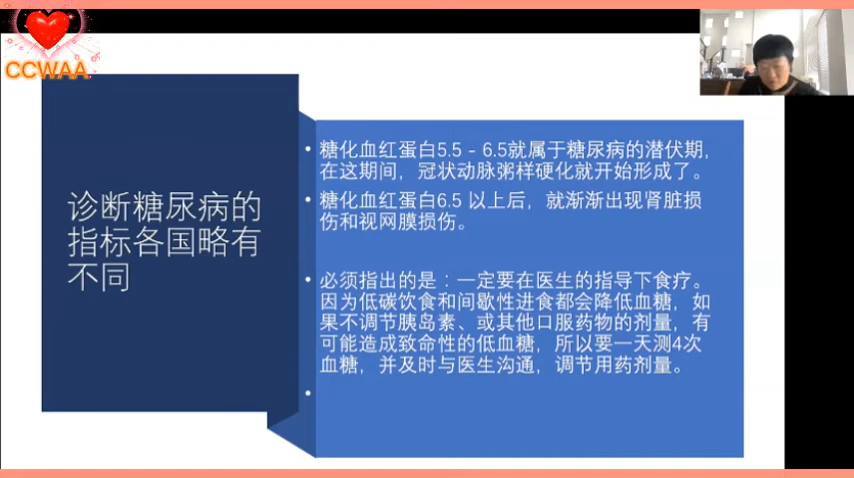 CCWAA
诊断糖尿病的
指标各国略有
不同
• 糖化血红蛋白5.5 - 6.5就属于糖尿病的潜伏期,
在这期间，冠状动脉粥样硬化就开始形成了。
• 糖化血红蛋白6.5 以上后，就渐渐出现肾脏损
伤和视网膜损伤。
• 必须指出的是：一定要在医生的指导下食疗。
因为低碳饮食和间歇性进食都会降低血糖，如
果不调节胰岛素、或其他口服药物的剂量，有
可能造成致命性的低血糖，所以要一天测4次
血糖，并及时与医生沟通，调节用药剂量。
•